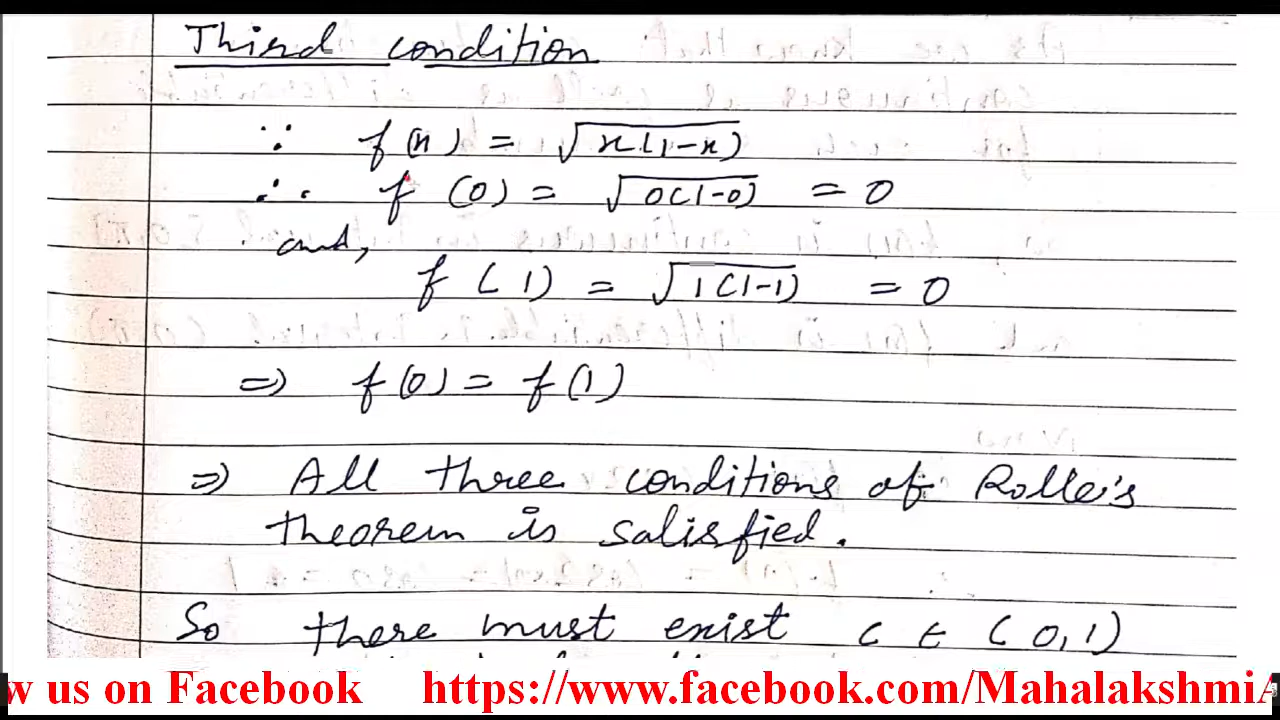 Third condition
∵ f(x) = √x(1-x)
∴ f (0) = √0(1-0) = 0
and,
f (1) = √1(1-1) = 0
⇒ f(0) = f(1)
⇒ All three conditions of Rolle's
theorem is satisfied.
So there must exist c ∈ (0,1)
w us on Facebook https://www.facebook.com/MahalakshmiA